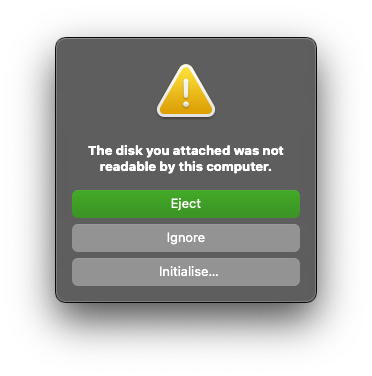 The disk you attached was not
readable by this computer.
Eject
Ignore
Initialise...